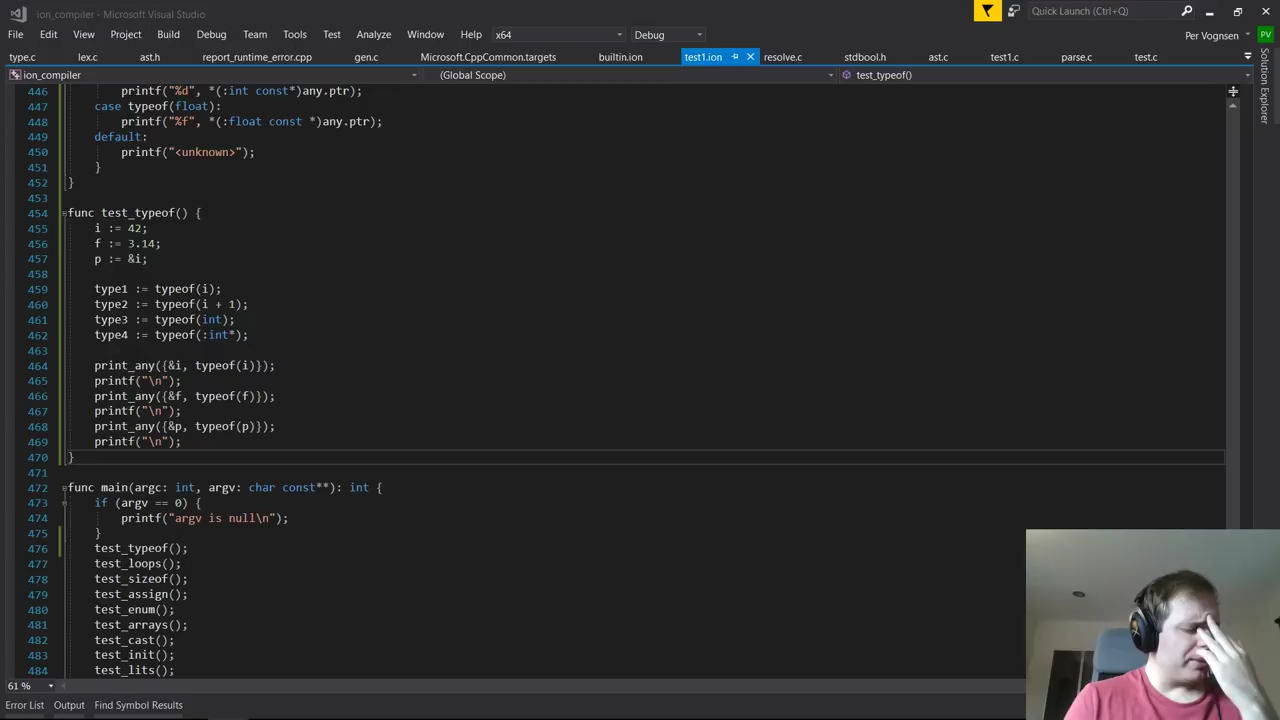 ion_compiler - Microsoft Visual Studio
Quick Launch (Ctrl+Q)
File Edit View Project Build Debug Team Tools Test Analyze Window Help x64 Debug
Per Vognsen PV
type.c lex.c ast.h report_runtime_error.cpp gen.c Microsoft.CppCommon.targets builtin.ion test1.ion resolve.c stdbool.h ast.c test1.c parse.c test.c
ion_compiler (Global Scope) test_typeof()
Solution Explorer
446 printf("%d", *(:int const*)any.ptr);
447 case typeof(float):
448 printf("%f", *(:float const *)any.ptr);
449 default:
450 printf("<unknown>");
451 }
452 }
453
454 func test_typeof() {
455 i := 42;
456 f := 3.14;
457 p := &i;
458
459 type1 := typeof(i);
460 type2 := typeof(i + 1);
461 type3 := typeof(int);
462 type4 := typeof(:int*);
463
464 print_any({&i, typeof(i)});
465 printf("\n");
466 print_any({&f, typeof(f)});
467 printf("\n");
468 print_any({&p, typeof(p)});
469 printf("\n");
470 }
471
472 func main(argc: int, argv: char const**): int {
473 if (argv == 0) {
474 printf("argv is null\n");
475 }
476 test_typeof();
477 test_loops();
478 test_sizeof();
479 test_assign();
480 test_enum();
481 test_arrays();
482 test_cast();
483 test_init();
484 test_lits();
61 %
Error List Output Find Symbol Results